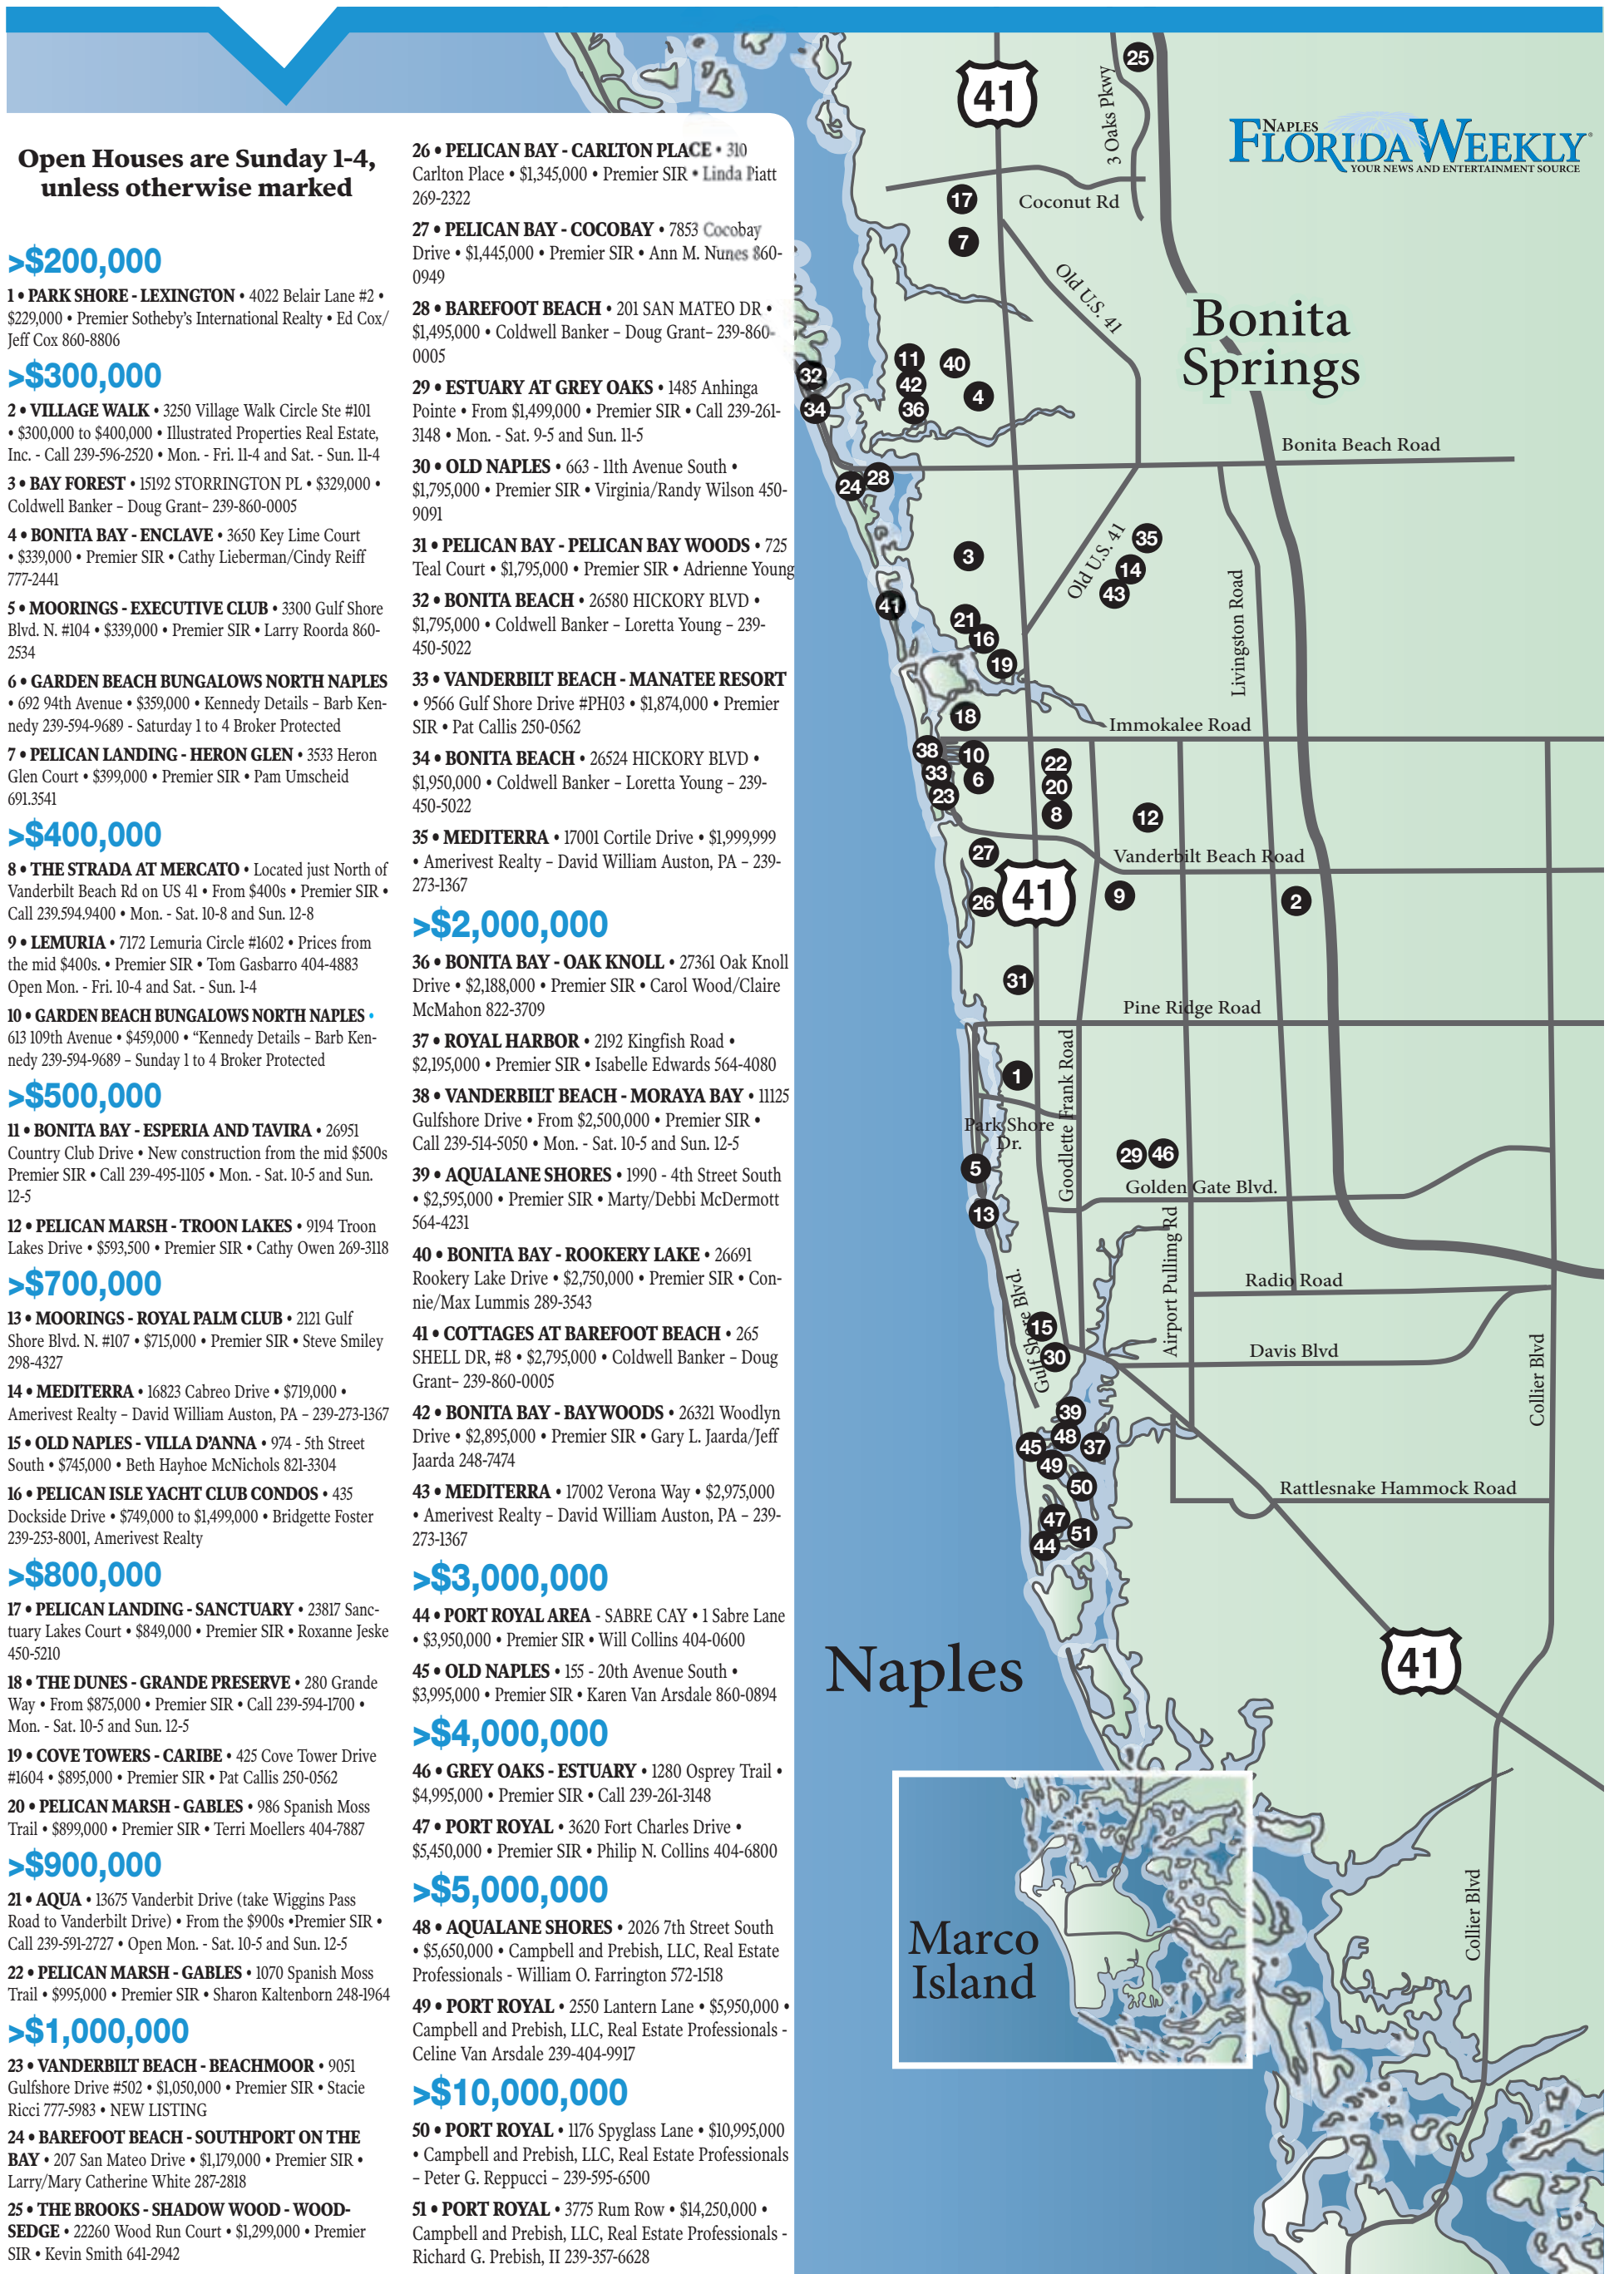 Open Houses are Sunday 1-4,
unless otherwise marked
>$200,000
1 • PARK SHORE - LEXINGTON • 4022 Belair Lane #2 •
$229,000 • Premier Sotheby's International Realty • Ed Cox/
Jeff Cox 860-8806
>$300,000
2 • VILLAGE WALK • 3250 Village Walk Circle Ste #101
• $300,000 to $400,000 • Illustrated Properties Real Estate,
Inc. - Call 239-596-2520 • Mon. - Fri. 11-4 and Sat. - Sun. 11-4
3 • BAY FOREST • 15192 STORRINGTON PL • $329,000 •
Coldwell Banker – Doug Grant– 239-860-0005
4 • BONITA BAY - ENCLAVE • 3650 Key Lime Court
• $339,000 • Premier SIR • Cathy Lieberman/Cindy Reiff
777-2441
5 • MOORINGS - EXECUTIVE CLUB • 3300 Gulf Shore
Blvd. N. #104 • $339,000 • Premier SIR • Larry Roorda 860-
2534
6 • GARDEN BEACH BUNGALOWS NORTH NAPLES
• 692 94th Avenue • $359,000 • Kennedy Details – Barb Ken-
nedy 239-594-9689 - Saturday 1 to 4 Broker Protected
7 • PELICAN LANDING - HERON GLEN • 3533 Heron
Glen Court • $399,000 • Premier SIR • Pam Umscheid
691.3541
>$400,000
8 • THE STRADA AT MERCATO • Located just North of
Vanderbilt Beach Rd on US 41 • From $400s • Premier SIR •
Call 239.594.9400 • Mon. - Sat. 10-8 and Sun. 12-8
9 • LEMURIA • 7172 Lemuria Circle #1602 • Prices from
the mid $400s. • Premier SIR • Tom Gasbarro 404-4883
Open Mon. - Fri. 10-4 and Sat. - Sun. 1-4
10 • GARDEN BEACH BUNGALOWS NORTH NAPLES •
613 109th Avenue • $459,000 • "Kennedy Details – Barb Ken-
nedy 239-594-9689 – Sunday 1 to 4 Broker Protected
>$500,000
11 • BONITA BAY - ESPERIA AND TAVIRA • 26951
Country Club Drive • New construction from the mid $500s
Premier SIR • Call 239-495-1105 • Mon. - Sat. 10-5 and Sun.
12-5
12 • PELICAN MARSH - TROON LAKES • 9194 Troon
Lakes Drive • $593,500 • Premier SIR • Cathy Owen 269-3118
>$700,000
13 • MOORINGS - ROYAL PALM CLUB • 2121 Gulf
Shore Blvd. N. #107 • $715,000 • Premier SIR • Steve Smiley
298-4327
14 • MEDITERRA • 16823 Cabreo Drive • $719,000 •
Amerivest Realty – David William Auston, PA – 239-273-1367
15 • OLD NAPLES - VILLA D'ANNA • 974 - 5th Street
South • $745,000 • Beth Hayhoe McNichols 821-3304
16 • PELICAN ISLE YACHT CLUB CONDOS • 435
Dockside Drive • $749,000 to $1,499,000 • Bridgette Foster
239-253-8001, Amerivest Realty
>$800,000
17 • PELICAN LANDING - SANCTUARY • 23817 Sanc-
tuary Lakes Court • $849,000 • Premier SIR • Roxanne Jeske
450-5210
18 • THE DUNES - GRANDE PRESERVE • 280 Grande
Way • From $875,000 • Premier SIR • Call 239-594-1700 •
Mon. - Sat. 10-5 and Sun. 12-5
19 • COVE TOWERS - CARIBE • 425 Cove Tower Drive
#1604 • $895,000 • Premier SIR • Pat Callis 250-0562
20 • PELICAN MARSH - GABLES • 986 Spanish Moss
Trail • $899,000 • Premier SIR • Terri Moellers 404-7887
>$900,000
21 • AQUA • 13675 Vanderbit Drive (take Wiggins Pass
Road to Vanderbilt Drive) • From the $900s •Premier SIR •
Call 239-591-2727 • Open Mon. - Sat. 10-5 and Sun. 12-5
22 • PELICAN MARSH - GABLES • 1070 Spanish Moss
Trail • $995,000 • Premier SIR • Sharon Kaltenborn 248-1964
>$1,000,000
23 • VANDERBILT BEACH - BEACHMOOR • 9051
Gulfshore Drive #502 • $1,050,000 • Premier SIR • Stacie
Ricci 777-5983 • NEW LISTING
24 • BAREFOOT BEACH - SOUTHPORT ON THE
BAY • 207 San Mateo Drive • $1,179,000 • Premier SIR •
Larry/Mary Catherine White 287-2818
25 • THE BROOKS - SHADOW WOOD - WOOD-
SEDGE • 22260 Wood Run Court • $1,299,000 • Premier
SIR • Kevin Smith 641-2942
26 • PELICAN BAY - CARLTON PLACE • 310
Carlton Place • $1,345,000 • Premier SIR • Linda Piatt
269-2322
27 • PELICAN BAY - COCOBAY • 7853 Cocobay
Drive • $1,445,000 • Premier SIR • Ann M. Nunes 860-
0949
28 • BAREFOOT BEACH • 201 SAN MATEO DR •
$1,495,000 • Coldwell Banker – Doug Grant– 239-860-
0005
29 • ESTUARY AT GREY OAKS • 1485 Anhinga
Pointe • From $1,499,000 • Premier SIR • Call 239-261-
3148 • Mon. - Sat. 9-5 and Sun. 11-5
30 • OLD NAPLES • 663 - 11th Avenue South •
$1,795,000 • Premier SIR • Virginia/Randy Wilson 450-
9091
31 • PELICAN BAY - PELICAN BAY WOODS • 725
Teal Court • $1,795,000 • Premier SIR • Adrienne Young
32 • BONITA BEACH • 26580 HICKORY BLVD •
$1,795,000 • Coldwell Banker – Loretta Young – 239-
450-5022
33 • VANDERBILT BEACH - MANATEE RESORT
• 9566 Gulf Shore Drive #PH03 • $1,874,000 • Premier
SIR • Pat Callis 250-0562
34 • BONITA BEACH • 26524 HICKORY BLVD •
$1,950,000 • Coldwell Banker – Loretta Young – 239-
450-5022
35 • MEDITERRA • 17001 Cortile Drive • $1,999,999
• Amerivest Realty – David William Auston, PA – 239-
273-1367
>$2,000,000
36 • BONITA BAY - OAK KNOLL • 27361 Oak Knoll
Drive • $2,188,000 • Premier SIR • Carol Wood/Claire
McMahon 822-3709
37 • ROYAL HARBOR • 2192 Kingfish Road •
$2,195,000 • Premier SIR • Isabelle Edwards 564-4080
38 • VANDERBILT BEACH - MORAYA BAY • 11125
Gulfshore Drive • From $2,500,000 • Premier SIR •
Call 239-514-5050 • Mon. - Sat. 10-5 and Sun. 12-5
39 • AQUALANE SHORES • 1990 - 4th Street South
• $2,595,000 • Premier SIR • Marty/Debbi McDermott
564-4231
40 • BONITA BAY - ROOKERY LAKE • 26691
Rookery Lake Drive • $2,750,000 • Premier SIR • Con-
nie/Max Lummis 289-3543
41 • COTTAGES AT BAREFOOT BEACH • 265
SHELL DR, #8 • $2,795,000 • Coldwell Banker – Doug
Grant– 239-860-0005
42 • BONITA BAY - BAYWOODS • 26321 Woodlyn
Drive • $2,895,000 • Premier SIR • Gary L. Jaarda/Jeff
Jaarda 248-7474
43 • MEDITERRA • 17002 Verona Way • $2,975,000
• Amerivest Realty – David William Auston, PA – 239-
273-1367
>$3,000,000
44 • PORT ROYAL AREA - SABRE CAY • 1 Sabre Lane
• $3,950,000 • Premier SIR • Will Collins 404-0600
45 • OLD NAPLES • 155 - 20th Avenue South •
$3,995,000 • Premier SIR • Karen Van Arsdale 860-0894
>$4,000,000
46 • GREY OAKS - ESTUARY • 1280 Osprey Trail •
$4,995,000 • Premier SIR • Call 239-261-3148
47 • PORT ROYAL • 3620 Fort Charles Drive •
$5,450,000 • Premier SIR • Philip N. Collins 404-6800
>$5,000,000
48 • AQUALANE SHORES • 2026 7th Street South
• $5,650,000 • Campbell and Prebish, LLC, Real Estate
Professionals - William O. Farrington 572-1518
49 • PORT ROYAL • 2550 Lantern Lane • $5,950,000 •
Campbell and Prebish, LLC, Real Estate Professionals -
Celine Van Arsdale 239-404-9917
>$10,000,000
50 • PORT ROYAL • 1176 Spyglass Lane • $10,995,000
• Campbell and Prebish, LLC, Real Estate Professionals
– Peter G. Reppucci – 239-595-6500
51 • PORT ROYAL • 3775 Rum Row • $14,250,000 •
Campbell and Prebish, LLC, Real Estate Professionals -
Richard G. Prebish, II 239-357-6628
25
41
3 Oaks Pkwy
NAPLES
FLORIDA WEEKLY
YOUR NEWS AND ENTERTAINMENT SOURCE
17
Coconut Rd
7
Old U.S. 41
Bonita
Springs
11
40
32
42
4
34
36
Bonita Beach Road
28
24
35
3
Old U.S. 41
14
43
Livingston Road
41
21
16
19
18
Immokalee Road
38
10
22
33
6
20
23
8
12
27
Vanderbilt Beach Road
41
26
9
2
31
Pine Ridge Road
1
Goodlette Frank Road
Park Shore
Dr.
29
46
5
Golden Gate Blvd.
13
Airport Pulling Rd
Gulf Shore Blvd.
Radio Road
15
30
Davis Blvd
Collier Blvd
39
48
45
37
49
50
Rattlesnake Hammock Road
47
51
44
41
Naples
Marco
Island
Collier Blvd